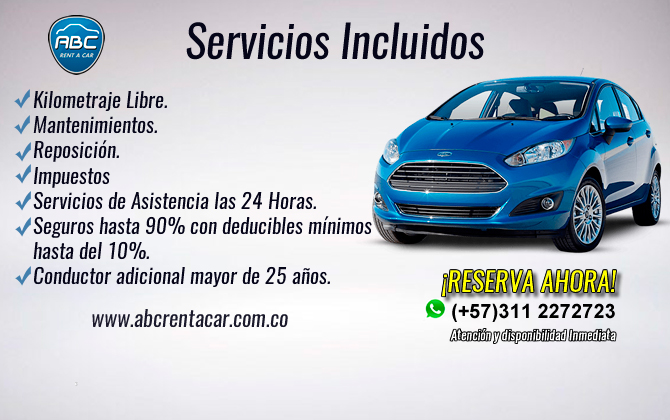 ABC
RENT A CAR
Servicios Incluidos
Kilometraje Libre.
Mantenimientos.
Reposición.
Impuestos
Servicios de Asistencia las 24 Horas.
Seguros hasta 90% con deducibles mínimos
hasta del 10%.
Conductor adicional mayor de 25 años.
www.abcrentacar.com.co
¡RESERVA AHORA!
(+57)311 2272723
Atención y disponibilidad Inmediata